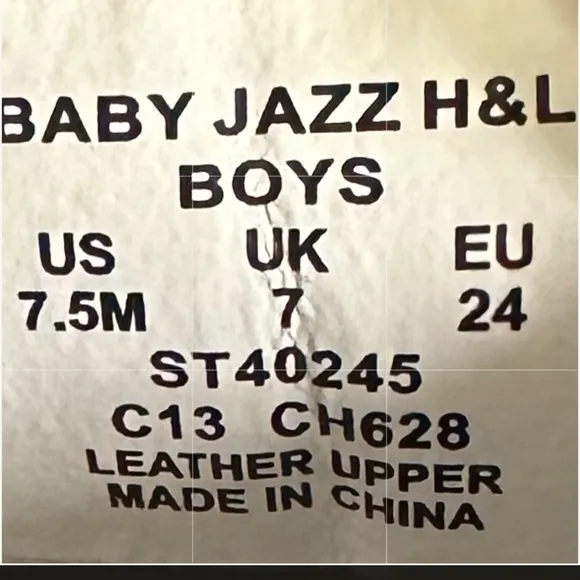 BABY JAZZ H&L
BOYS
US UK EU
7.5M 7 24
ST40245
C13 CH628
LEATHER UPPER
MADE IN CHINA